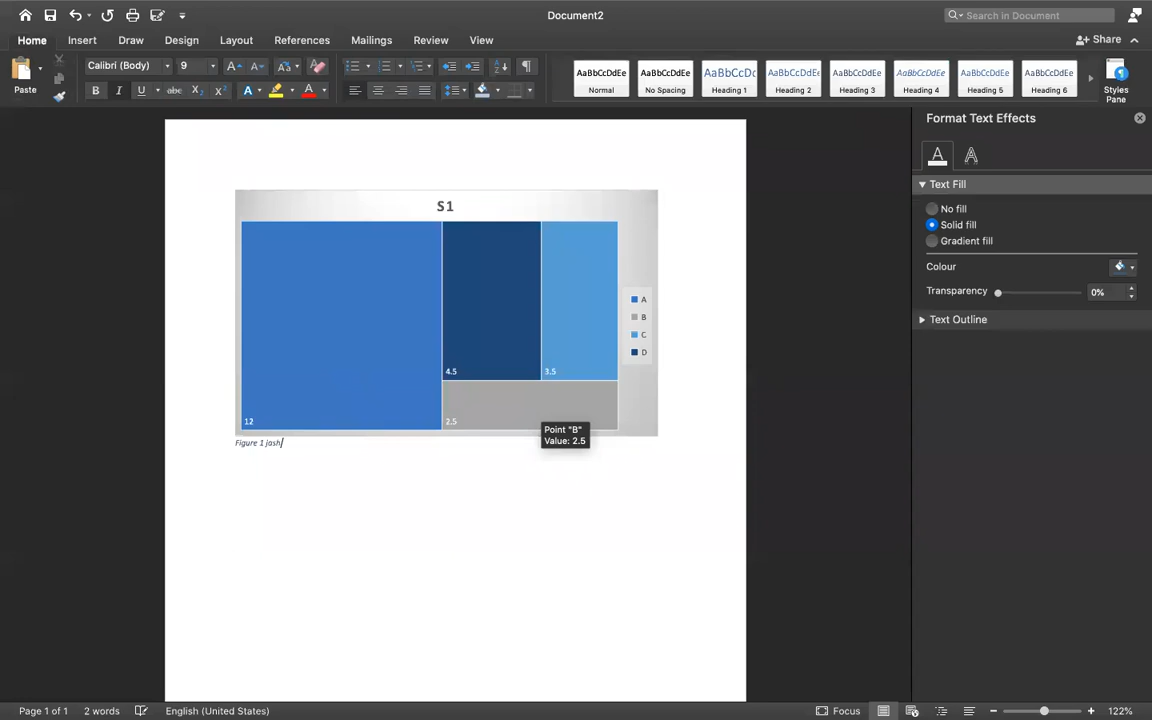 Document2
Search in Document
Home Insert Draw Design Layout References Mailings Review View
Share
Paste
Calibri (Body) 9
AaBbCcDdEe AaBbCcDdEe AaBbCcDc AaBbCcDdEe AaBbCcDdEe AaBbCcDdEe AaBbCcDdEe AaBbCcDdEe
Normal No Spacing Heading 1 Heading 2 Heading 3 Heading 4 Heading 5 Heading 6
Styles
Pane
B I U abc X2 X2 A A
Format Text Effects
Text Fill
No fill
Solid fill
Gradient fill
Colour
Transparency 0%
Text Outline
S1
A
B
C
D
4.5 3.5
12 2.5
Point "B"
Value: 2.5
Figure 1 jash
Page 1 of 1 2 words English (United States) Focus 122%